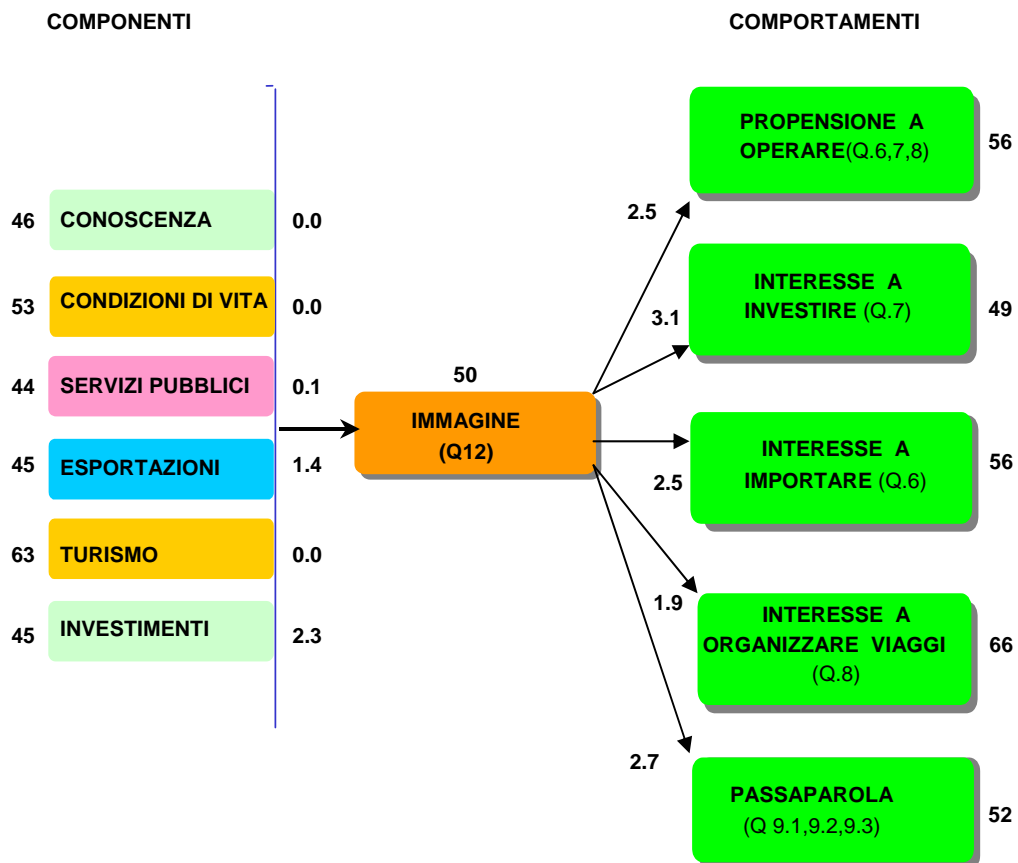 COMPONENTI
COMPORTAMENTI
PROPENSIONE A
OPERARE(Q.6,7,8)
56
46 CONOSCENZA 0.0
2.5
53 CONDIZIONI DI VITA 0.0
INTERESSE A
INVESTIRE (Q.7)
49
3.1
44 SERVIZI PUBBLICI 0.1
50
IMMAGINE
(Q12)
45 ESPORTAZIONI 1.4
INTERESSE A
IMPORTARE (Q.6)
56
2.5
63 TURISMO 0.0
1.9
INTERESSE A
ORGANIZZARE VIAGGI
(Q.8)
66
45 INVESTIMENTI 2.3
2.7
PASSAPAROLA
(Q 9.1,9.2,9.3)
52